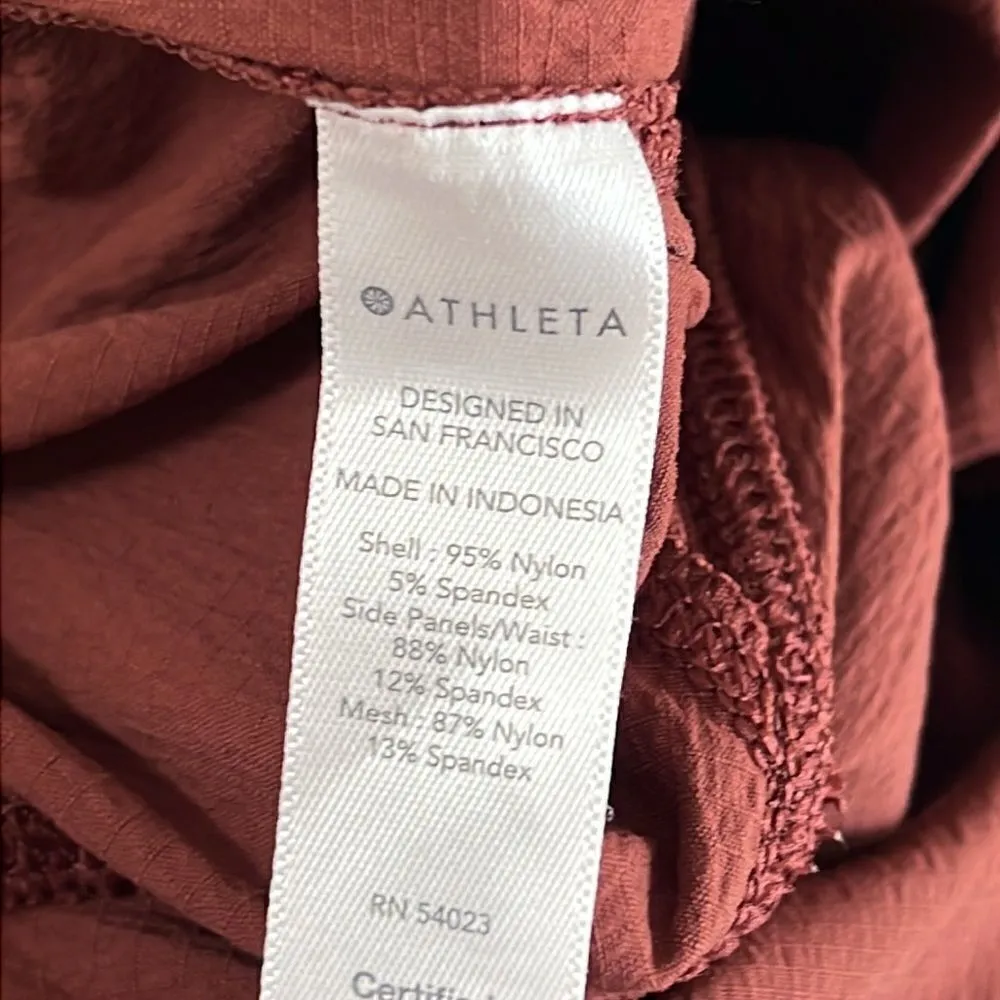 ATHLETA
DESIGNED IN
SAN FRANCISCO
MADE IN INDONESIA
Shell : 95% Nylon
5% Spandex
Side Panels/Waist :
88% Nylon
12% Spandex
Mesh : 87% Nylon
13% Spandex
RN 54023